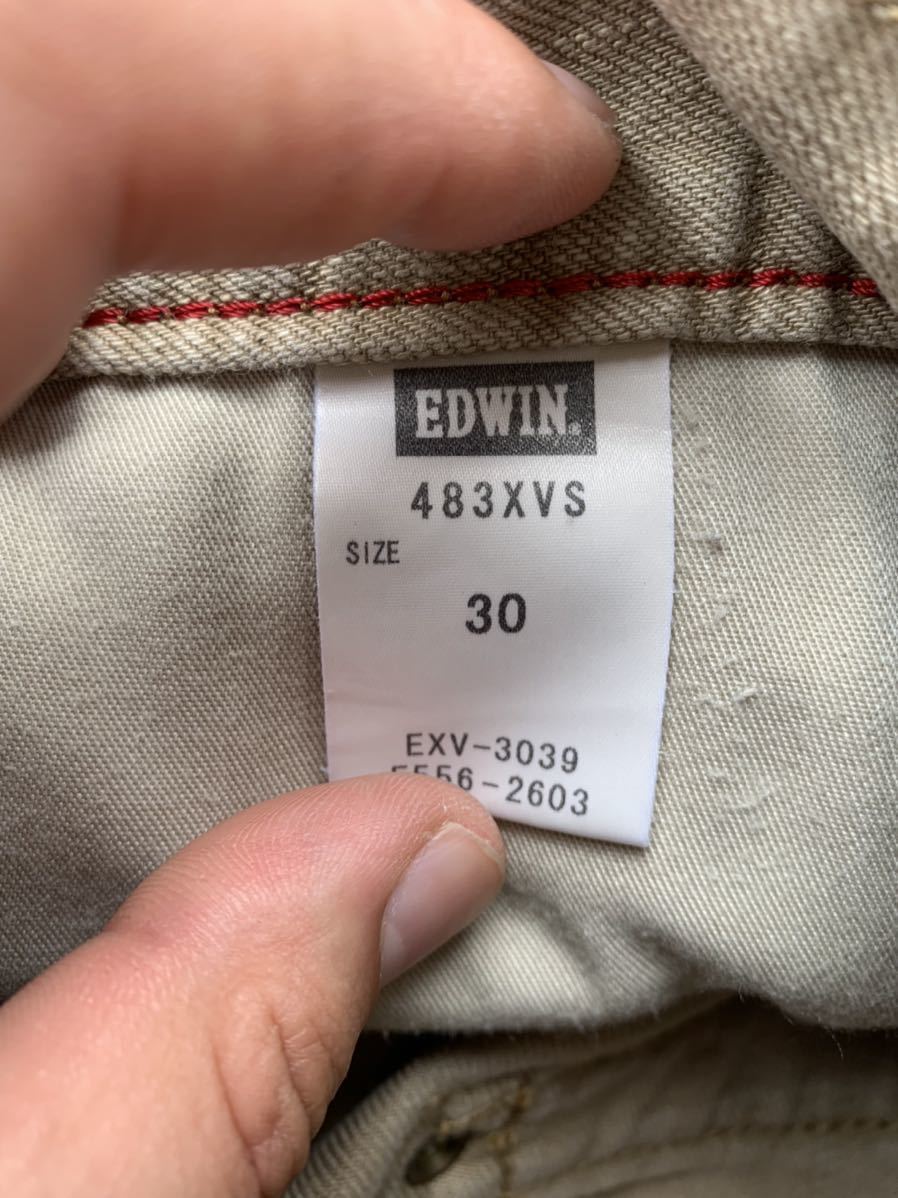 EDWIN®
483XVS
SIZE
30
EXV-3039